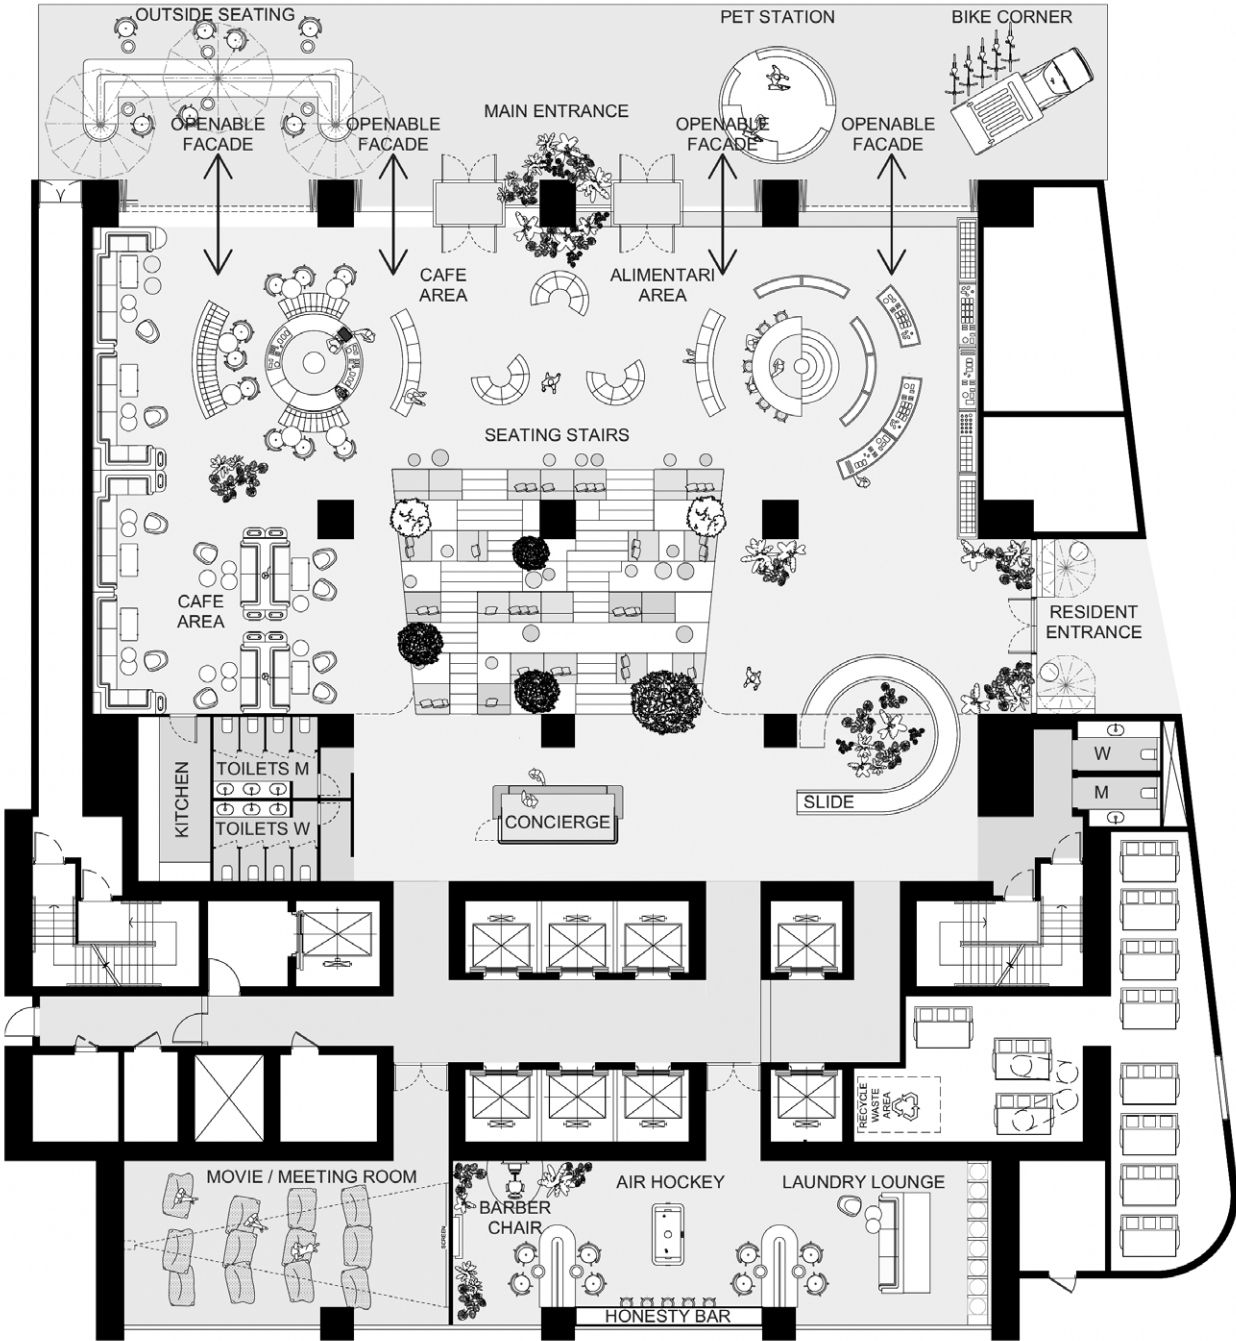 OUTSIDE SEATING
PET STATION
BIKE CORNER
MAIN ENTRANCE
OPENABLE
FACADE
OPENABLE
FACADE
OPENABLE
FACADE
OPENABLE
FACADE
CAFE
AREA
ALIMENTARI
AREA
SEATING STAIRS
CAFE
AREA
RESIDENT
ENTRANCE
KITCHEN
TOILETS M
TOILETS W
CONCIERGE
SLIDE
W
M
RECYCLE
WASTE
AREA
MOVIE / MEETING ROOM
SCREEN
BARBER
CHAIR
AIR HOCKEY
LAUNDRY LOUNGE
HONESTY BAR